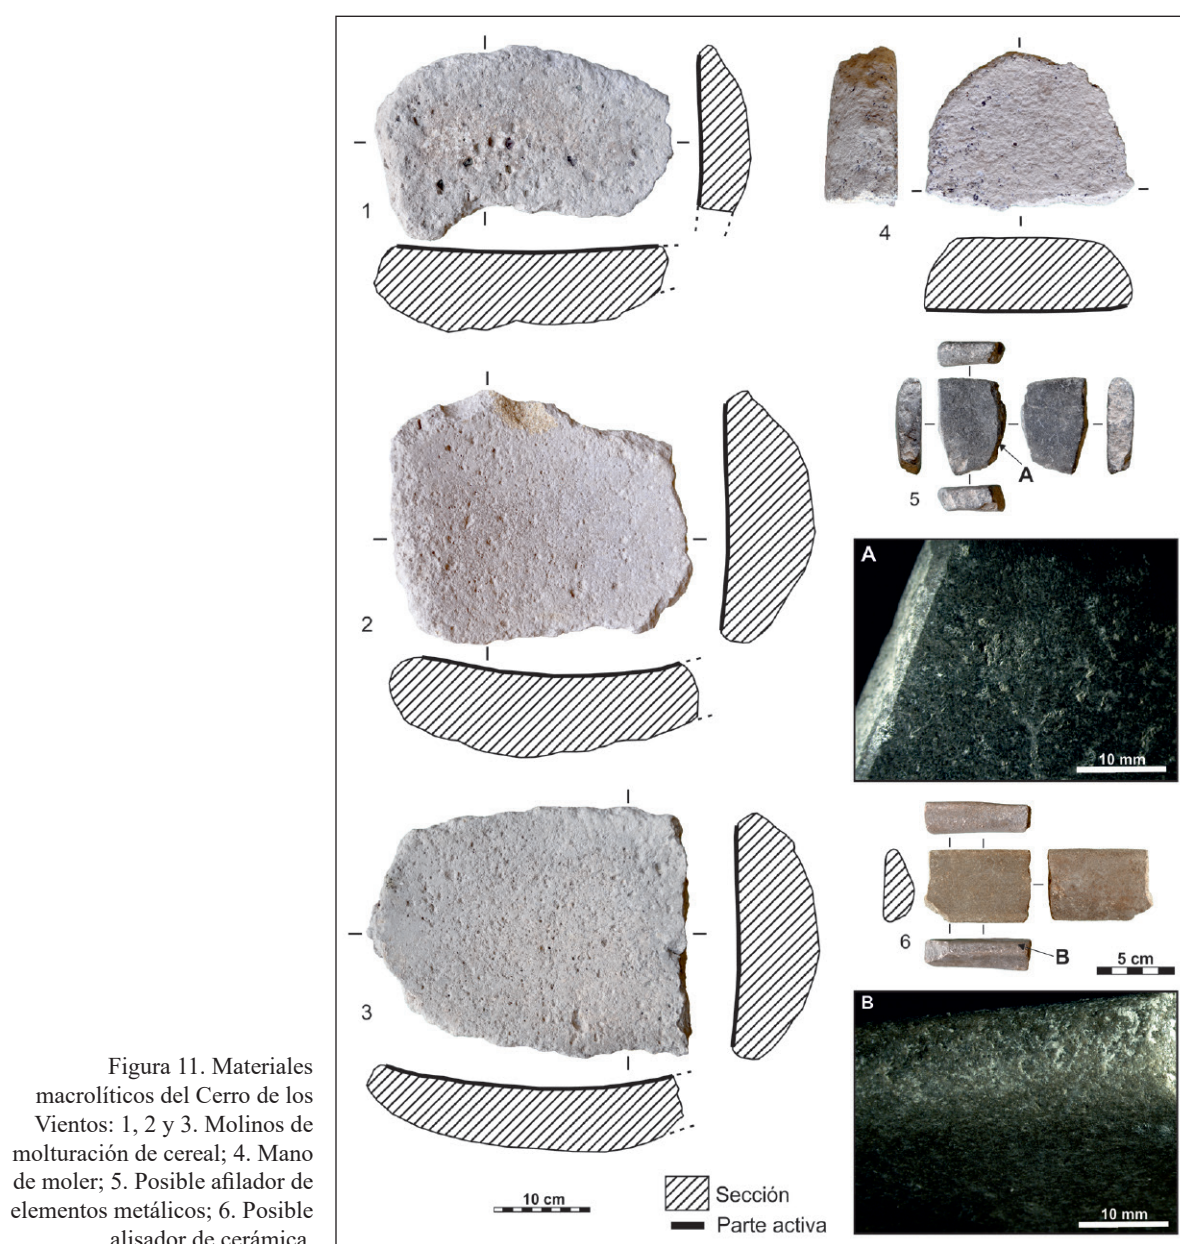 1
4
2
5
A
A
10 mm
6
B
5 cm
3
B
10 mm
10 cm
Sección
Parte activa
Figura 11. Materiales
macrolíticos del Cerro de los
Vientos: 1, 2 y 3. Molinos de
molturación de cereal; 4. Mano
de moler; 5. Posible afilador de
elementos metálicos; 6. Posible
alisador de cerámica.